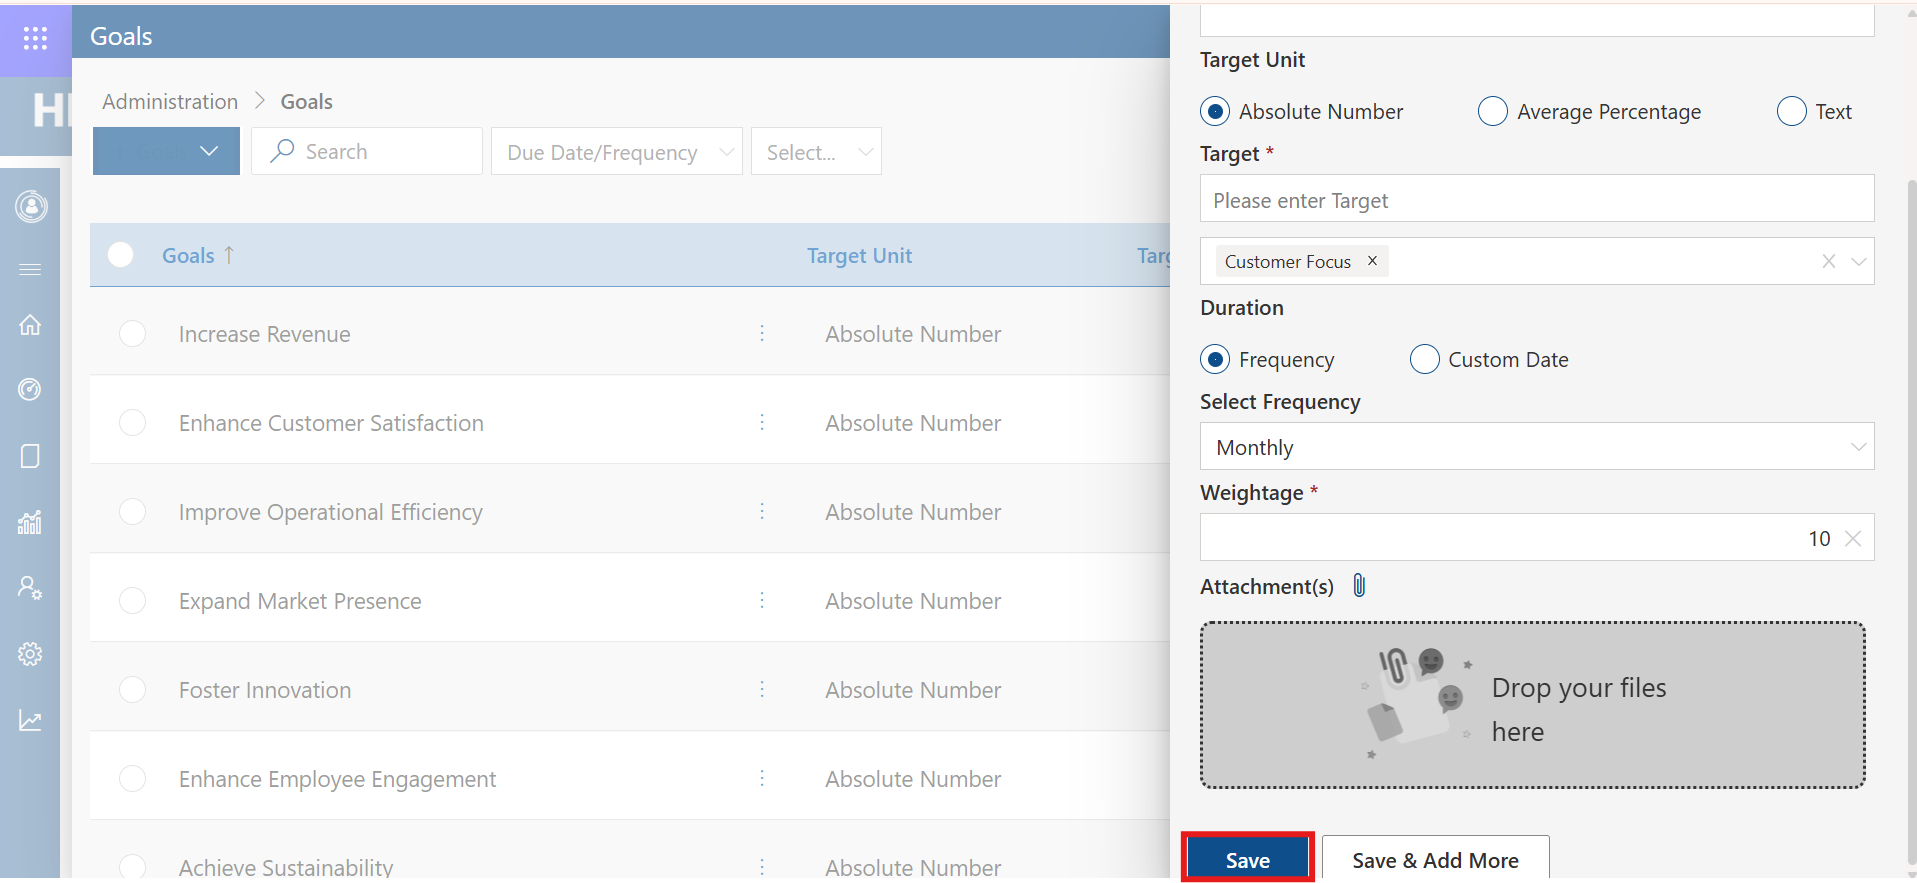 Goals
H
Administration > Goals
Search
Due Date/Frequency
Select...
Goals ↑
Target Unit
Targ
Increase Revenue
Absolute Number
Enhance Customer Satisfaction
Absolute Number
Improve Operational Efficiency
Absolute Number
Expand Market Presence
Absolute Number
Foster Innovation
Absolute Number
Enhance Employee Engagement
Absolute Number
Achieve Sustainability
Absolute Number
Target Unit
Absolute Number
Average Percentage
Text
Target *
Please enter Target
Customer Focus ×
Duration
Frequency
Custom Date
Select Frequency
Monthly
Weightage *
10
Attachment(s)
Drop your files
here
Save
Save & Add More